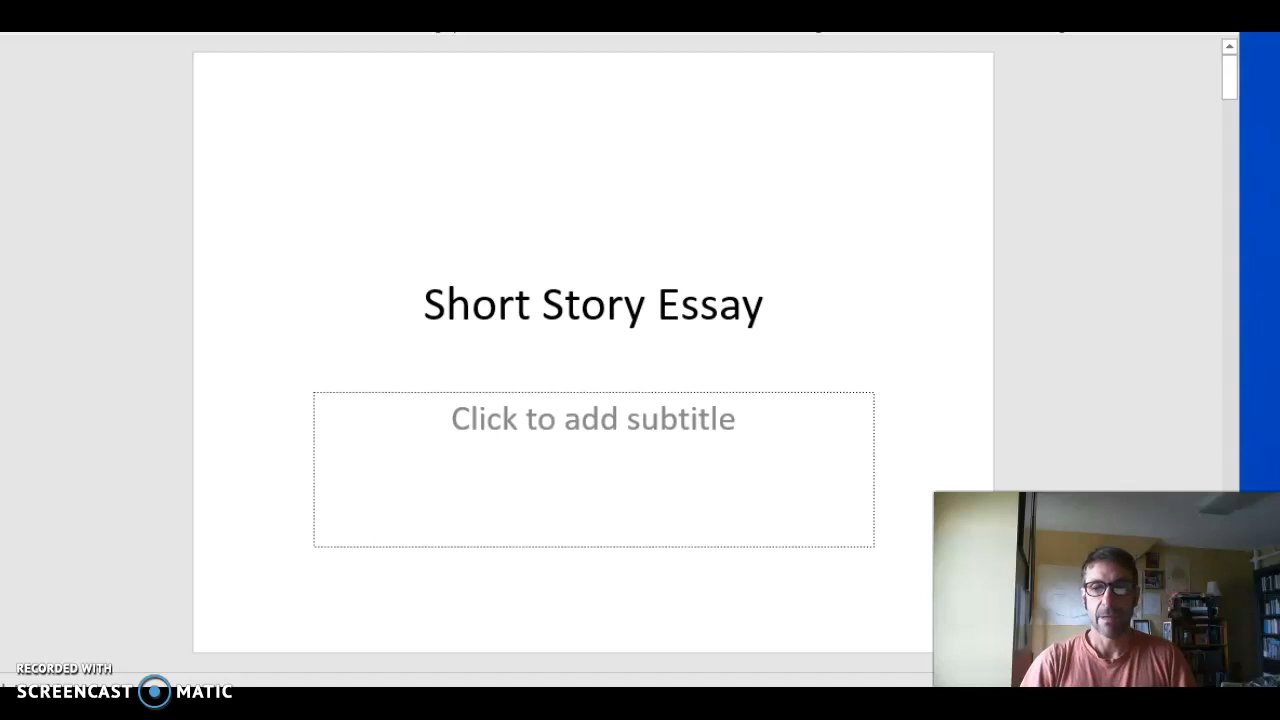 Short Story Essay
Click to add subtitle
RECORDED WITH
SCREENCAST MATIC